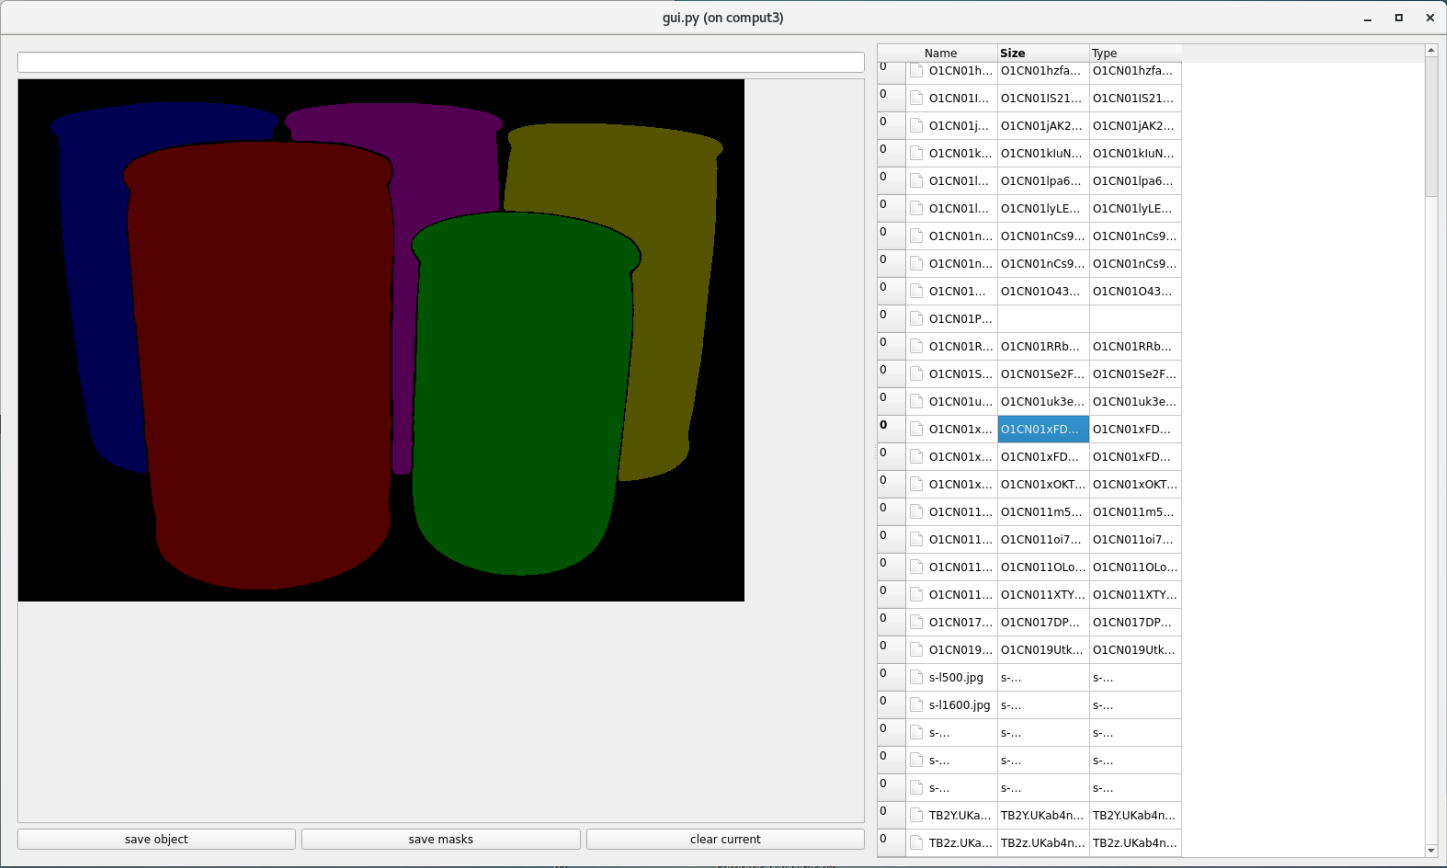 gui.py (on comput3)
Name Size Type
0 O1CN01h... O1CN01hzfa... O1CN01hzfa...
0 O1CN01I... O1CN01IS21... O1CN01IS21...
0 O1CN01j... O1CN01jAK2... O1CN01jAK2...
0 O1CN01k... O1CN01kIuN... O1CN01kIuN...
0 O1CN01l... O1CN01lpa6... O1CN01lpa6...
0 O1CN01l... O1CN01lyLE... O1CN01lyLE...
0 O1CN01n... O1CN01nCs9... O1CN01nCs9...
0 O1CN01n... O1CN01nCs9... O1CN01nCs9...
0 O1CN01... O1CN01O43... O1CN01O43...
0 O1CN01P...
0 O1CN01R... O1CN01RRb... O1CN01RRb...
0 O1CN01S... O1CN01Se2F... O1CN01Se2F...
0 O1CN01u... O1CN01uk3e... O1CN01uk3e...
0 O1CN01x... O1CN01xFD... O1CN01xFD...
0 O1CN01x... O1CN01xFD... O1CN01xFD...
0 O1CN01x... O1CN01xOKT... O1CN01xOKT...
0 O1CN011... O1CN011m5... O1CN011m5...
0 O1CN011... O1CN011oi7... O1CN011oi7...
0 O1CN011... O1CN011OLo... O1CN011OLo...
0 O1CN011... O1CN011XTY... O1CN011XTY...
0 O1CN017... O1CN017DP... O1CN017DP...
0 O1CN019... O1CN019Utk... O1CN019Utk...
0 s-l500.jpg s-... s-...
0 s-l1600.jpg s-... s-...
0 s-... s-... s-...
0 s-... s-... s-...
0 s-... s-... s-...
0 TB2Y.UKa... TB2Y.UKab4n... TB2Y.UKab4n...
0 TB2z.UKa... TB2z.UKab4n... TB2z.UKab4n...
save object save masks clear current